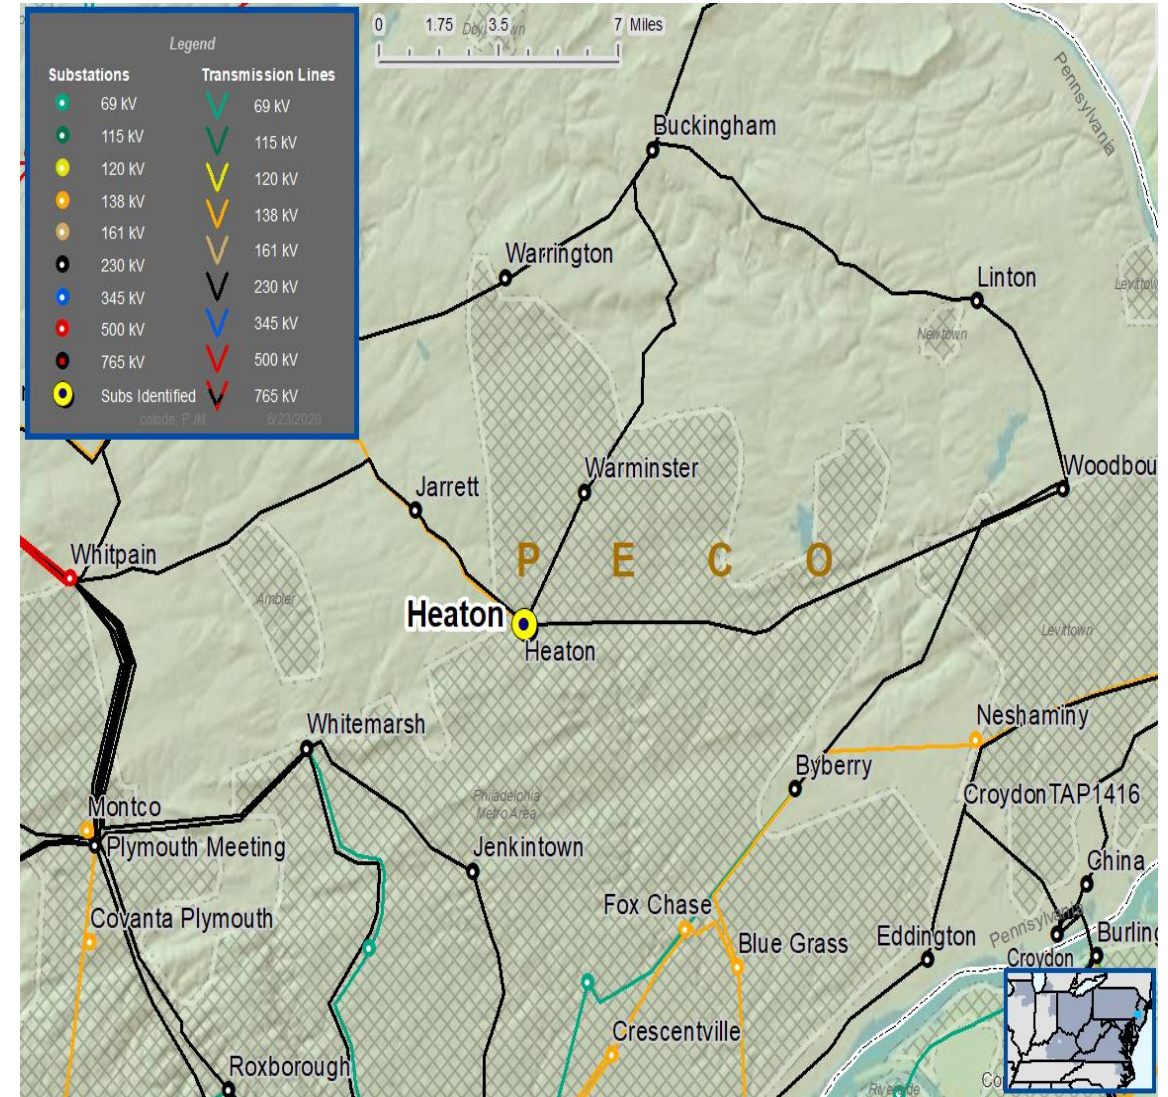 Legend
Substations
Transmission Lines
69 kV
69 kV
115 kV
115 kV
120 kV
120 kV
138 kV
138 kV
161 kV
161 kV
230 kV
230 kV
345 kV
345 kV
500 kV
500 kV
765 kV
765 kV
Subs Identified
6/23/2020
0 1.75 3.5 7 Miles
Pennsylvania
Buckingham
Warrington
Linton
Levittow
Newtown
Warminster
Woodbou
Jarrett
P E C O
Whitpain
Ambler
Heaton
Heaton
Levittown
Whitemarsh
Neshaminy
Byberry
Philadelphia
Metro Area
CroydonTAP1416
Montco
Plymouth Meeting
Jenkintown
China
Covanta Plymouth
Fox Chase
Blue Grass
Eddington
Pennsylvania
Burling
Croydon
Crescentville
Roxborough
Riverside
Co